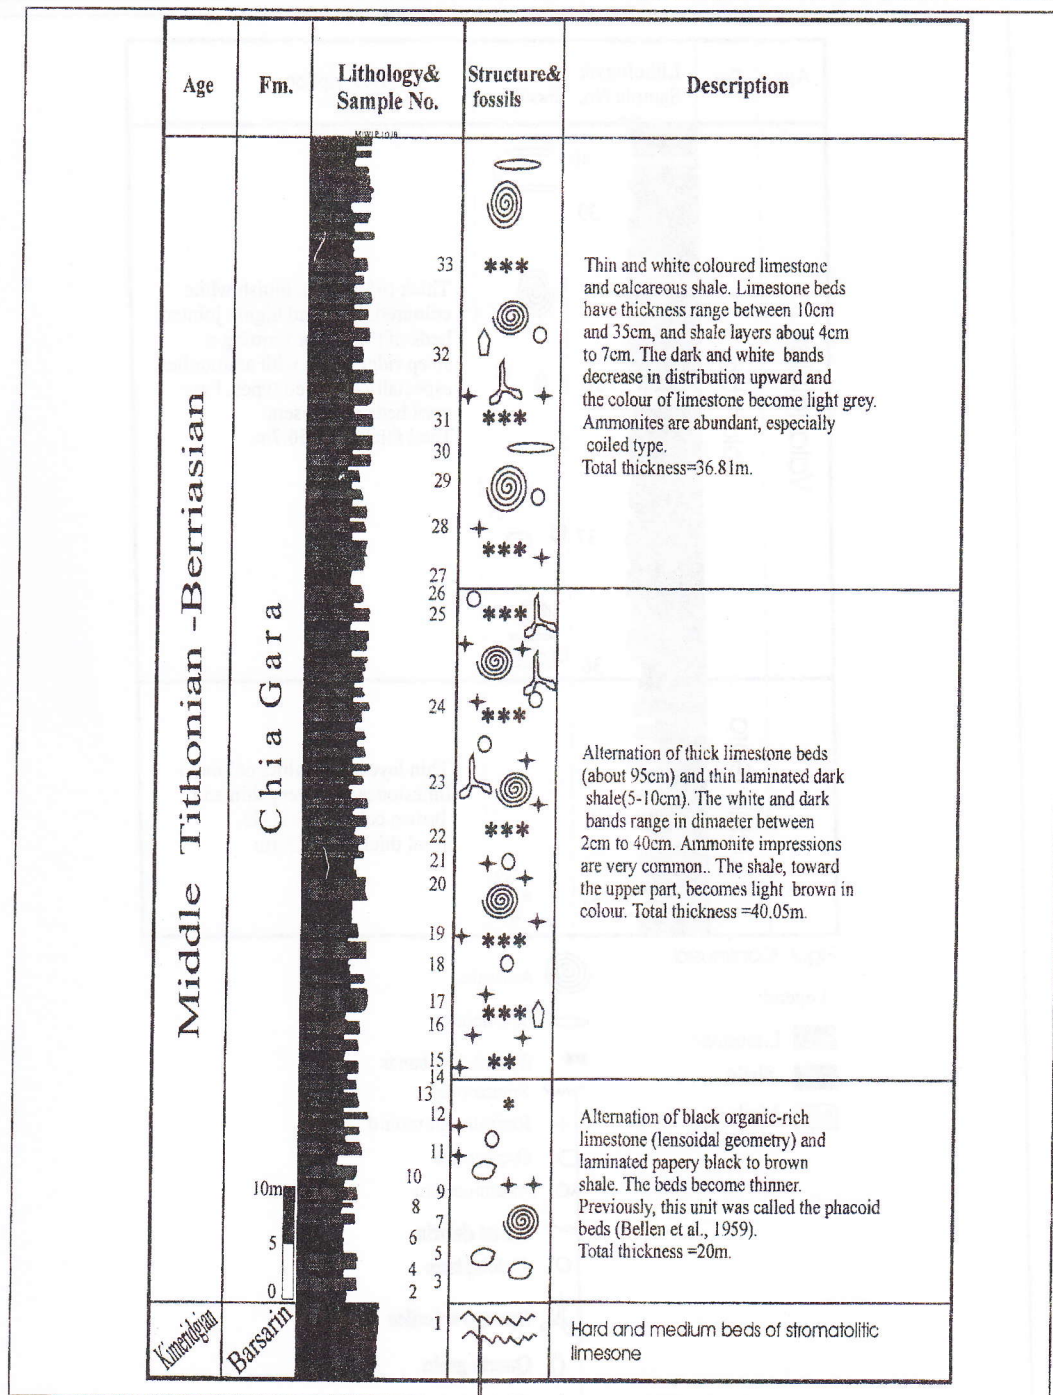 Age
Fm.
Lithology&
Sample No.
Structure&
fossils
Description
Middle Tithonian -Berriasian
Chia Gara
33
32
31
30
29
28
27
26
25
24
23
22
21
20
19
18
17
16
15
14
13
12
11
10
9
8
7
6
5
4
3
2
1
10m
5
0
Thin and white coloured limestone
and calcareous shale. Limestone beds
have thickness range between 10cm
and 35cm, and shale layers about 4cm
to 7cm. The dark and white bands
decrease in distribution upward and
the colour of limestone become light grey.
Ammonites are abundant, especially
coiled type.
Total thickness=36.81m.
Alternation of thick limestone beds
(about 95cm) and thin laminated dark
shale(5-10cm). The white and dark
bands range in dimaeter between
2cm to 40cm. Ammonite impressions
are very common.. The shale, toward
the upper part, becomes light brown in
colour. Total thickness =40.05m.
Alternation of black organic-rich
limestone (lensoidal geometry) and
laminated papery black to brown
shale. The beds become thinner.
Previously, this unit was called the phacoid
beds (Bellen et al., 1959).
Total thickness =20m.
Kimeridgian
Barsarin
Hard and medium beds of stromatolitic
limesone